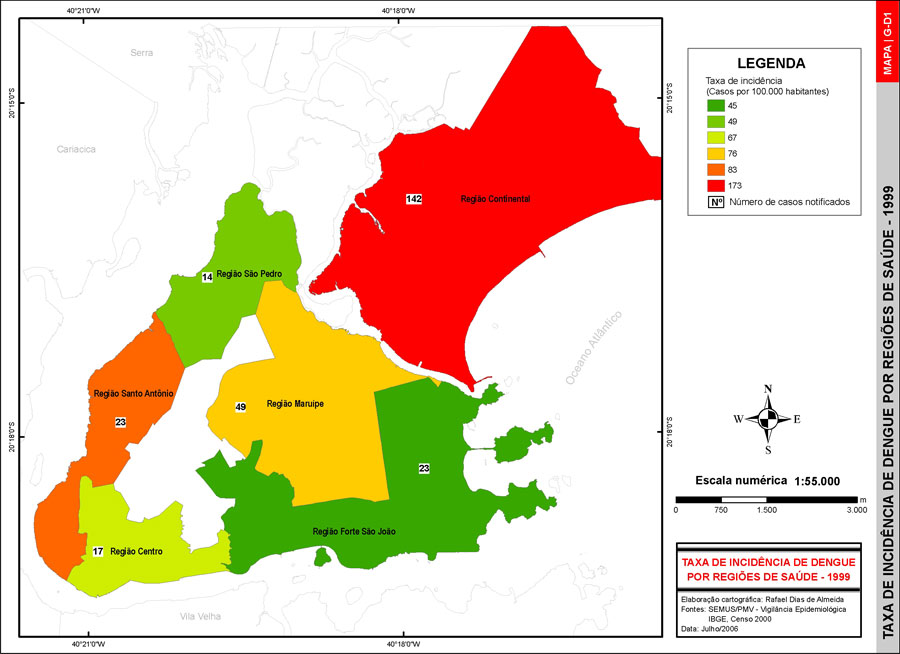 40°21'0"W
40°18'0"W
Serra
Cariacica
20°15'0"S
20°15'0"S
142
Região Continental
14
Região São Pedro
Oceano Atlântico
Região Santo Antônio
23
49
Região Maruipe
23
20°18'0"S
20°18'0"S
Região Forte São João
17
Região Centro
Vila Velha
40°21'0"W
40°18'0"W
LEGENDA
Taxa de incidência
(Casos por 100.000 habitantes)
45
49
67
76
83
173
Nº Número de casos notificados
N
W E
S
Escala numérica 1:55.000
m
0 750 1.500 3.000
TAXA DE INCIDÊNCIA DE DENGUE
POR REGIÕES DE SAÚDE - 1999
Elaboração cartográfica: Rafael Dias de Almeida
Fontes: SEMUS/PMV - Vigilância Epidemiológica
IBGE, Censo 2000
Data: Julho/2006
MAPA | G-D1
TAXA DE INCIDÊNCIA DE DENGUE POR REGIÕES DE SAÚDE - 1999